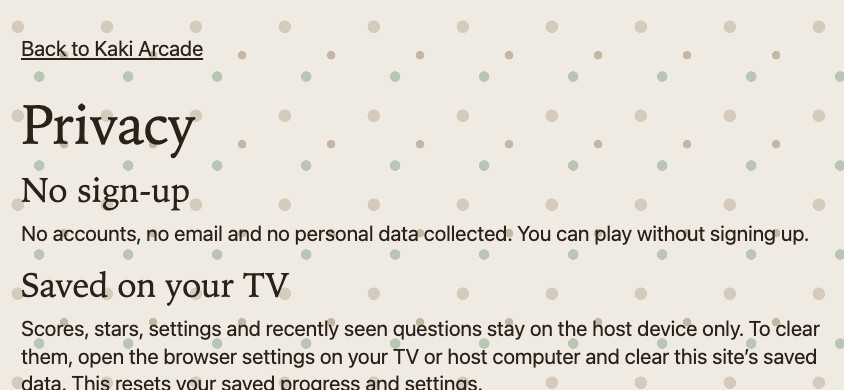 Back to Kaki Arcade
Privacy
No sign-up
No accounts, no email and no personal data collected. You can play without signing up.
Saved on your TV
Scores, stars, settings and recently seen questions stay on the host device only. To clear
them, open the browser settings on your TV or host computer and clear this site’s saved
data. This resets your saved progress and settings.